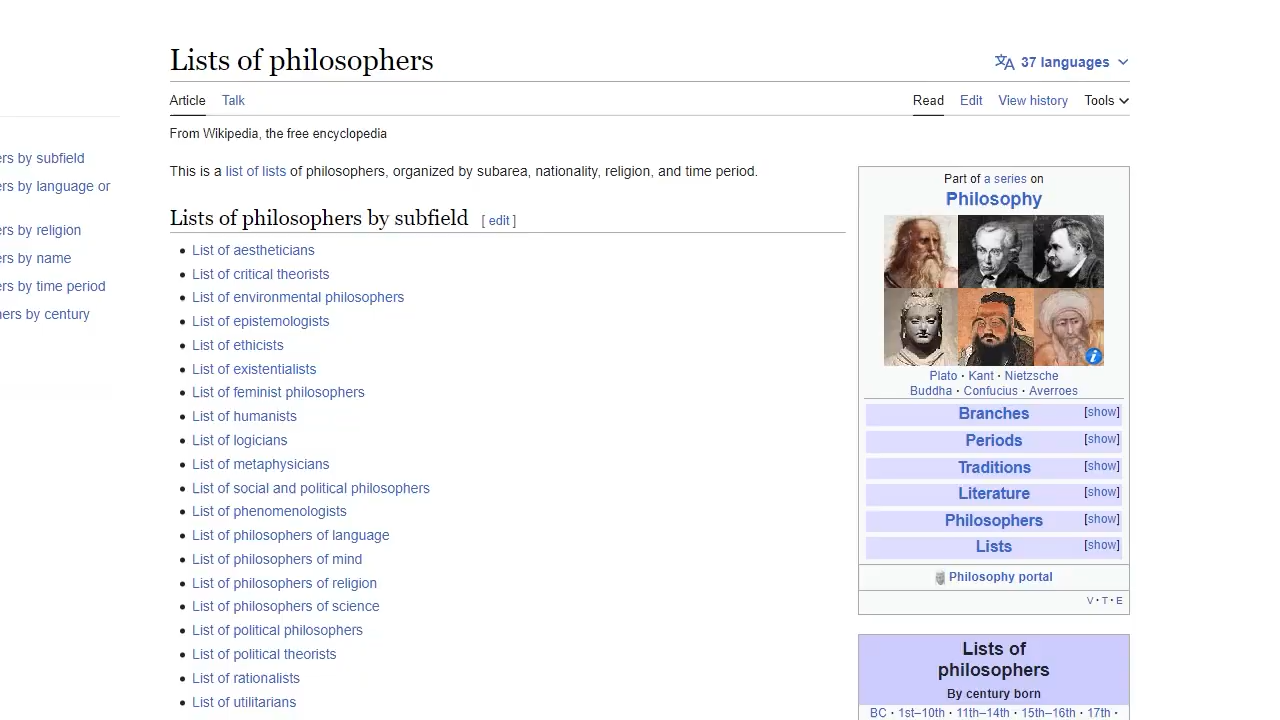 Lists of philosophers
37 languages
Article Talk
Read Edit View history Tools
From Wikipedia, the free encyclopedia
ers by subfield
ers by language or
ers by religion
ers by name
ers by time period
hers by century
This is a list of lists of philosophers, organized by subarea, nationality, religion, and time period.
Lists of philosophers by subfield [ edit ]
List of aestheticians
List of critical theorists
List of environmental philosophers
List of epistemologists
List of ethicists
List of existentialists
List of feminist philosophers
List of humanists
List of logicians
List of metaphysicians
List of social and political philosophers
List of phenomenologists
List of philosophers of language
List of philosophers of mind
List of philosophers of religion
List of philosophers of science
List of political philosophers
List of political theorists
List of rationalists
List of utilitarians
Part of a series on
Philosophy
i
Plato · Kant · Nietzsche
Buddha · Confucius · Averroes
Branches [show]
Periods [show]
Traditions [show]
Literature [show]
Philosophers [show]
Lists [show]
Philosophy portal
V · T · E
Lists of
philosophers
By century born
BC · 1st–10th · 11th–14th · 15th–16th · 17th ·